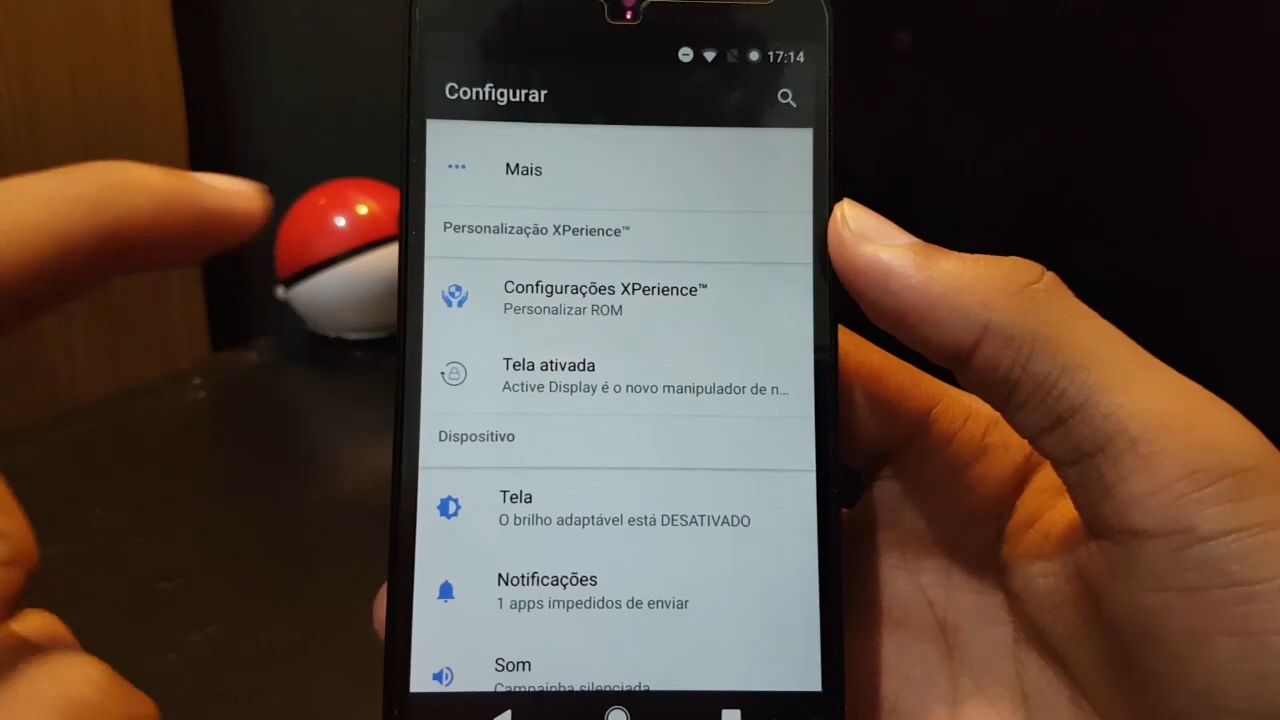 17:14
Configurar
Mais
Personalização XPerience™
Configurações XPerience™
Personalizar ROM
Tela ativada
Active Display é o novo manipulador de n...
Dispositivo
Tela
O brilho adaptável está DESATIVADO
Notificações
1 apps impedidos de enviar
Som
Campainha silenciada